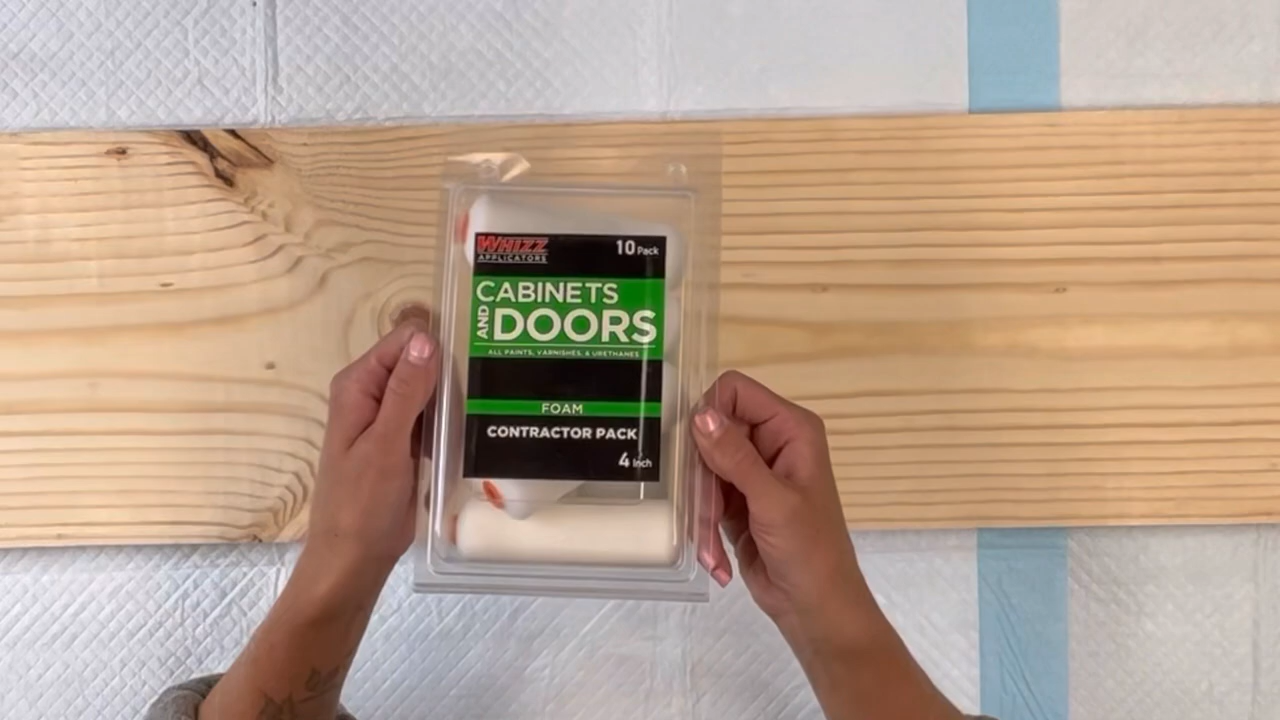 WHIZZ
APPLICATORS
10 Pack
CABINETS
AND DOORS
ALL PAINTS, VARNISHES, & URETHANES
FOAM
CONTRACTOR PACK
4 Inch